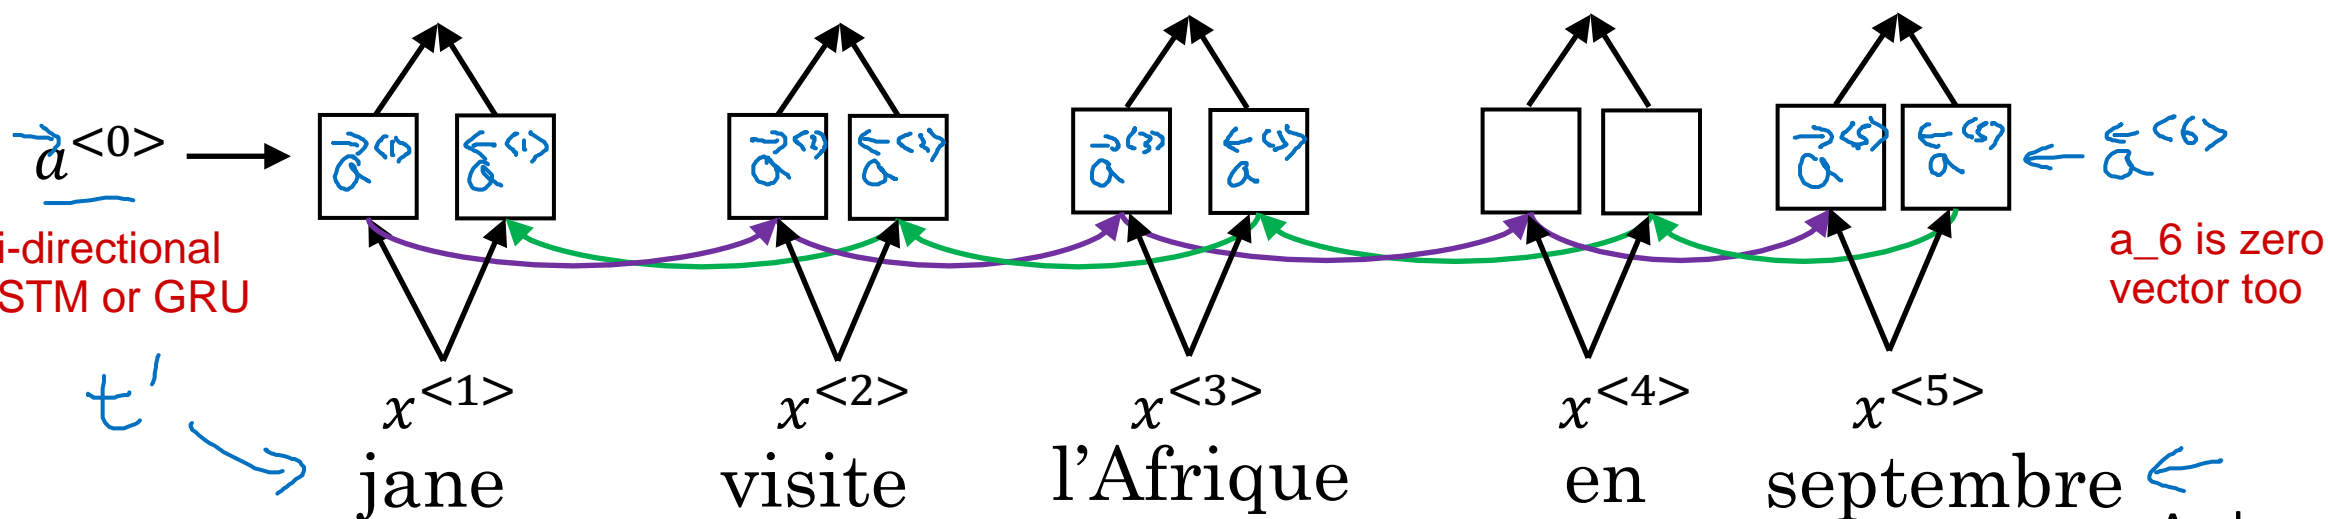 →a<0>
→a<1> ←a<1> →a<2> ←a<2> →a<3> ←a<3> →a<5> ←a<5> ←a<6>
i-directional
STM or GRU
a_6 is zero
vector too
t'
x<1> x<2> x<3> x<4> x<5>
jane visite l'Afrique en septembre